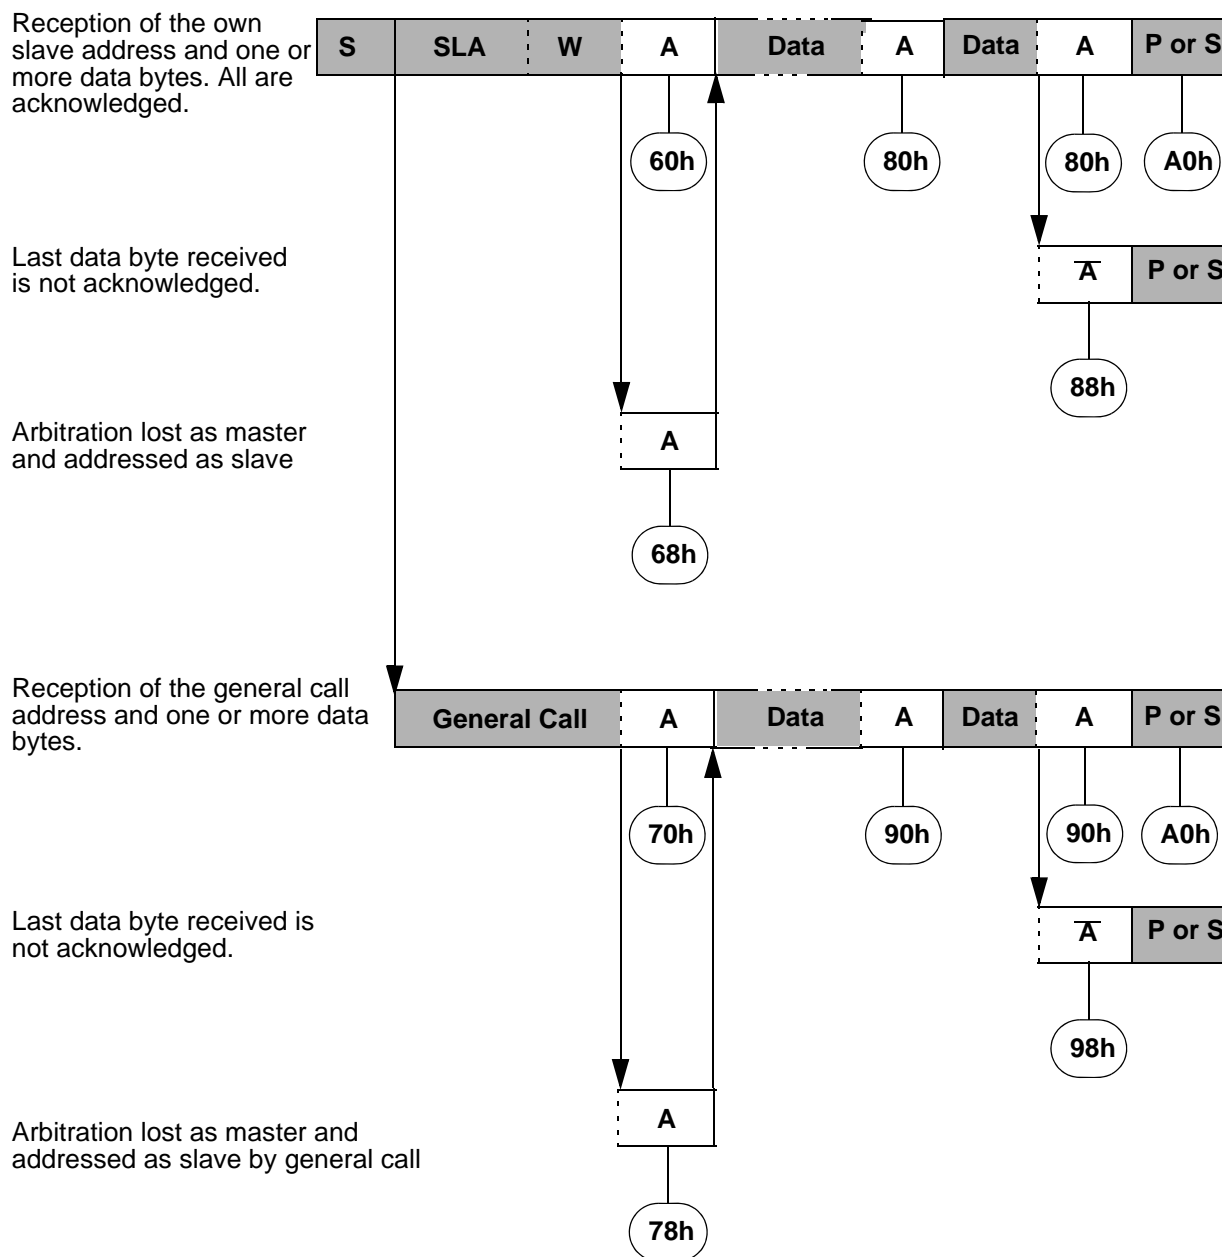 Reception of the own
slave address and one or
more data bytes. All are
acknowledged.
S SLA W A Data A Data A P or S
60h 80h 80h A0h
Last data byte received
is not acknowledged.
A̅ P or S
88h
Arbitration lost as master
and addressed as slave
A
68h
Reception of the general call
address and one or more data
bytes.
General Call A Data A Data A P or S
70h 90h 90h A0h
Last data byte received is
not acknowledged.
A̅ P or S
98h
Arbitration lost as master and
addressed as slave by general call
A
78h